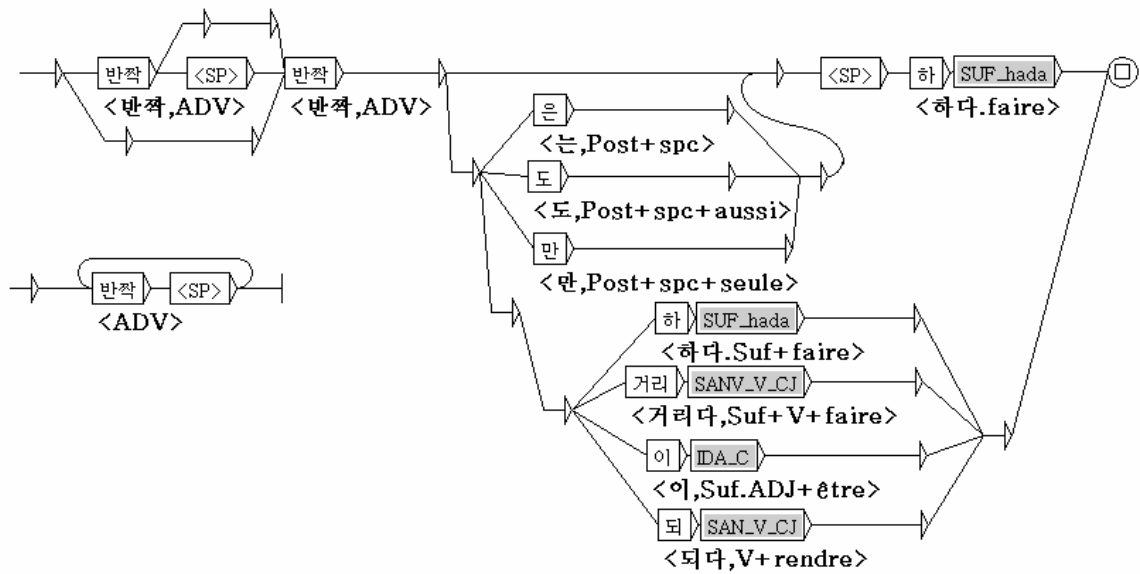 반짝 <SP> 반짝 <SP> 하 SUF_hada
<반짝,ADV> <반짝,ADV> <하다.faire>
은
<는,Post+spc>
도
<도,Post+spc+aussi>
만
<만,Post+spc+seule>
반짝 <SP>
<ADV>
하 SUF_hada
<하다.Suf+faire>
거리 SANV_V_CJ
<거리다,Suf+V+faire>
이 IDA_C
<이,Suf.ADJ+être>
되 SAN_V_CJ
<되다,V+rendre>